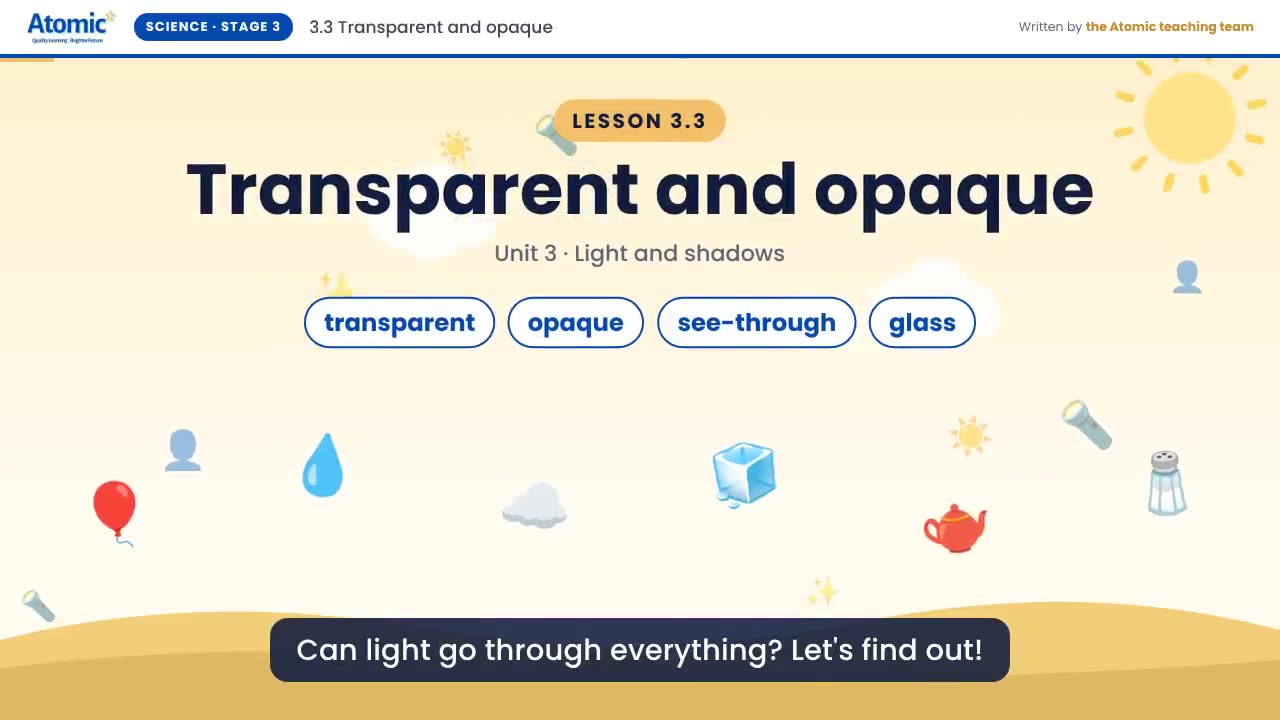 Atomic
Quality Learning. Brighter Future.
SCIENCE · STAGE 3
3.3 Transparent and opaque
Written by the Atomic teaching team
LESSON 3.3
Transparent and opaque
Unit 3 · Light and shadows
transparent
opaque
see-through
glass
Can light go through everything? Let's find out!